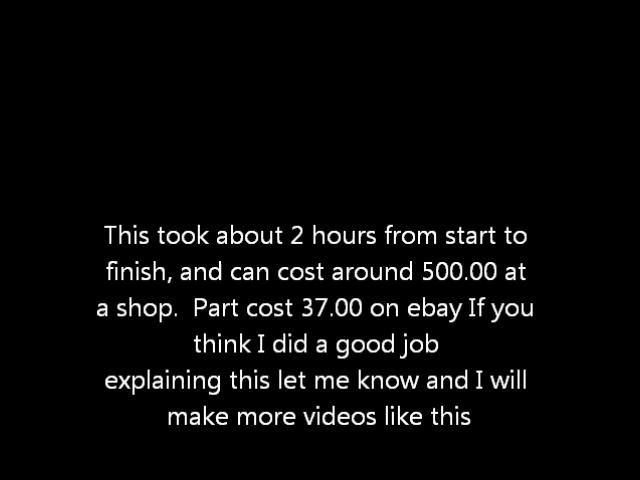 This took about 2 hours from start to
finish, and can cost around 500.00 at
a shop.  Part cost 37.00 on ebay If you
think I did a good job
explaining this let me know and I will
make more videos like this